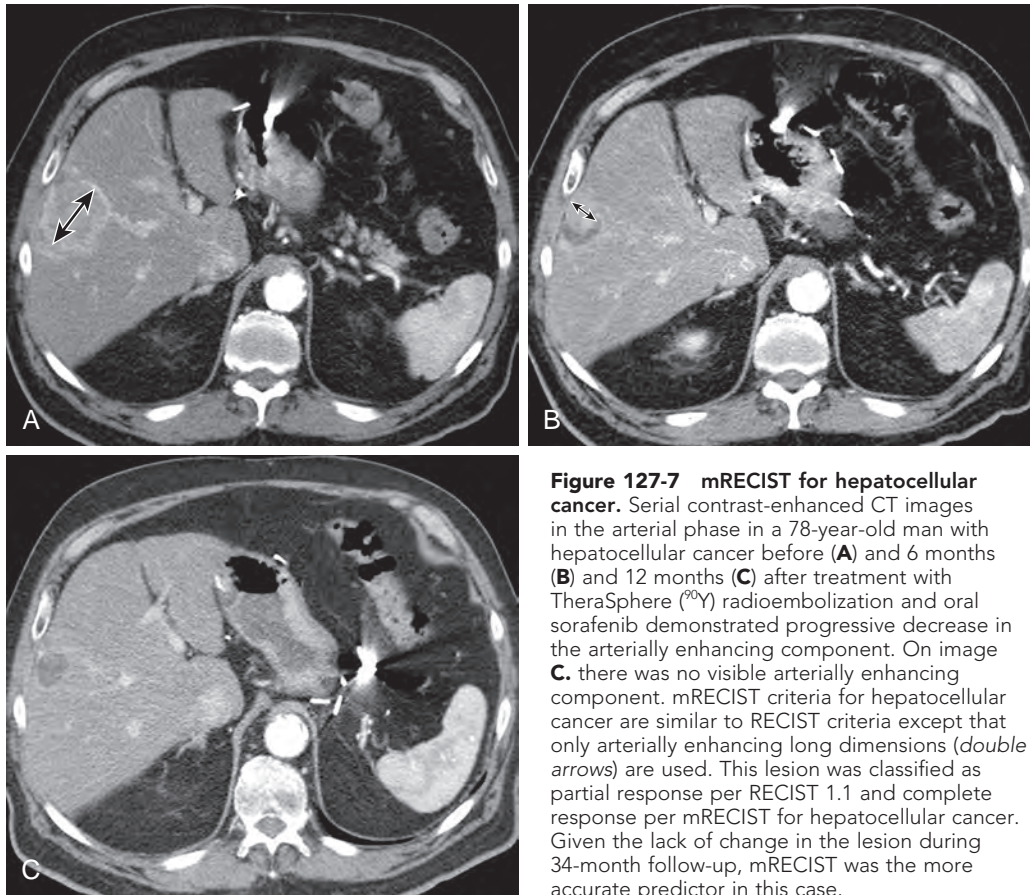 A
B
C
Figure 127-7 mRECIST for hepatocellular
cancer. Serial contrast-enhanced CT images
in the arterial phase in a 78-year-old man with
hepatocellular cancer before (A) and 6 months
(B) and 12 months (C) after treatment with
TheraSphere (⁹⁰Y) radioembolization and oral
sorafenib demonstrated progressive decrease in
the arterially enhancing component. On image
C. there was no visible arterially enhancing
component. mRECIST criteria for hepatocellular
cancer are similar to RECIST criteria except that
only arterially enhancing long dimensions (double
arrows) are used. This lesion was classified as
partial response per RECIST 1.1 and complete
response per mRECIST for hepatocellular cancer.
Given the lack of change in the lesion during
34-month follow-up, mRECIST was the more
accurate predictor in this case.